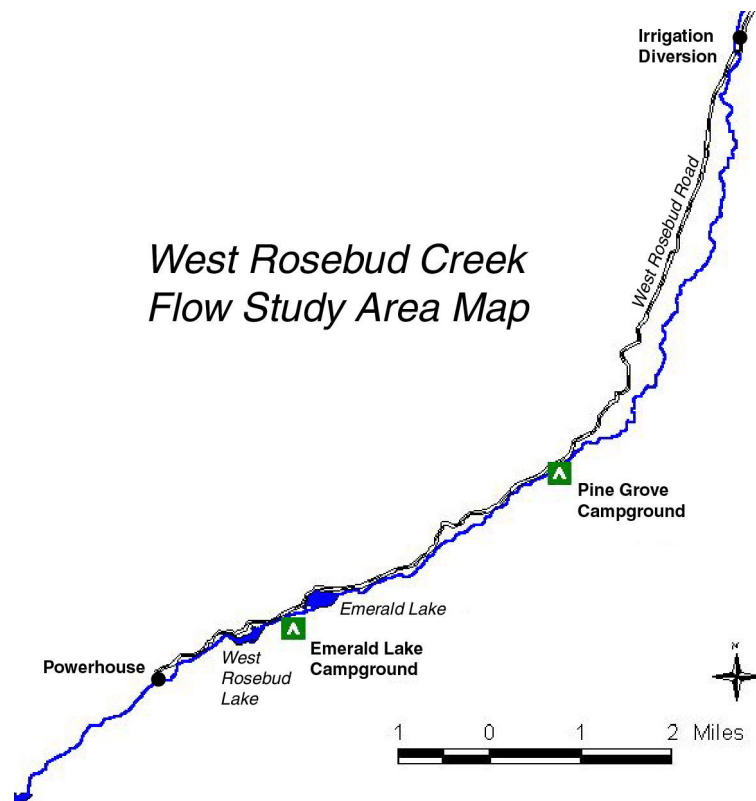 Irrigation
Diversion
West Rosebud Road
West Rosebud Creek
Flow Study Area Map
Pine Grove
Campground
Emerald Lake
Emerald Lake
Campground
West
Rosebud
Lake
Powerhouse
N
1 0 1 2 Miles